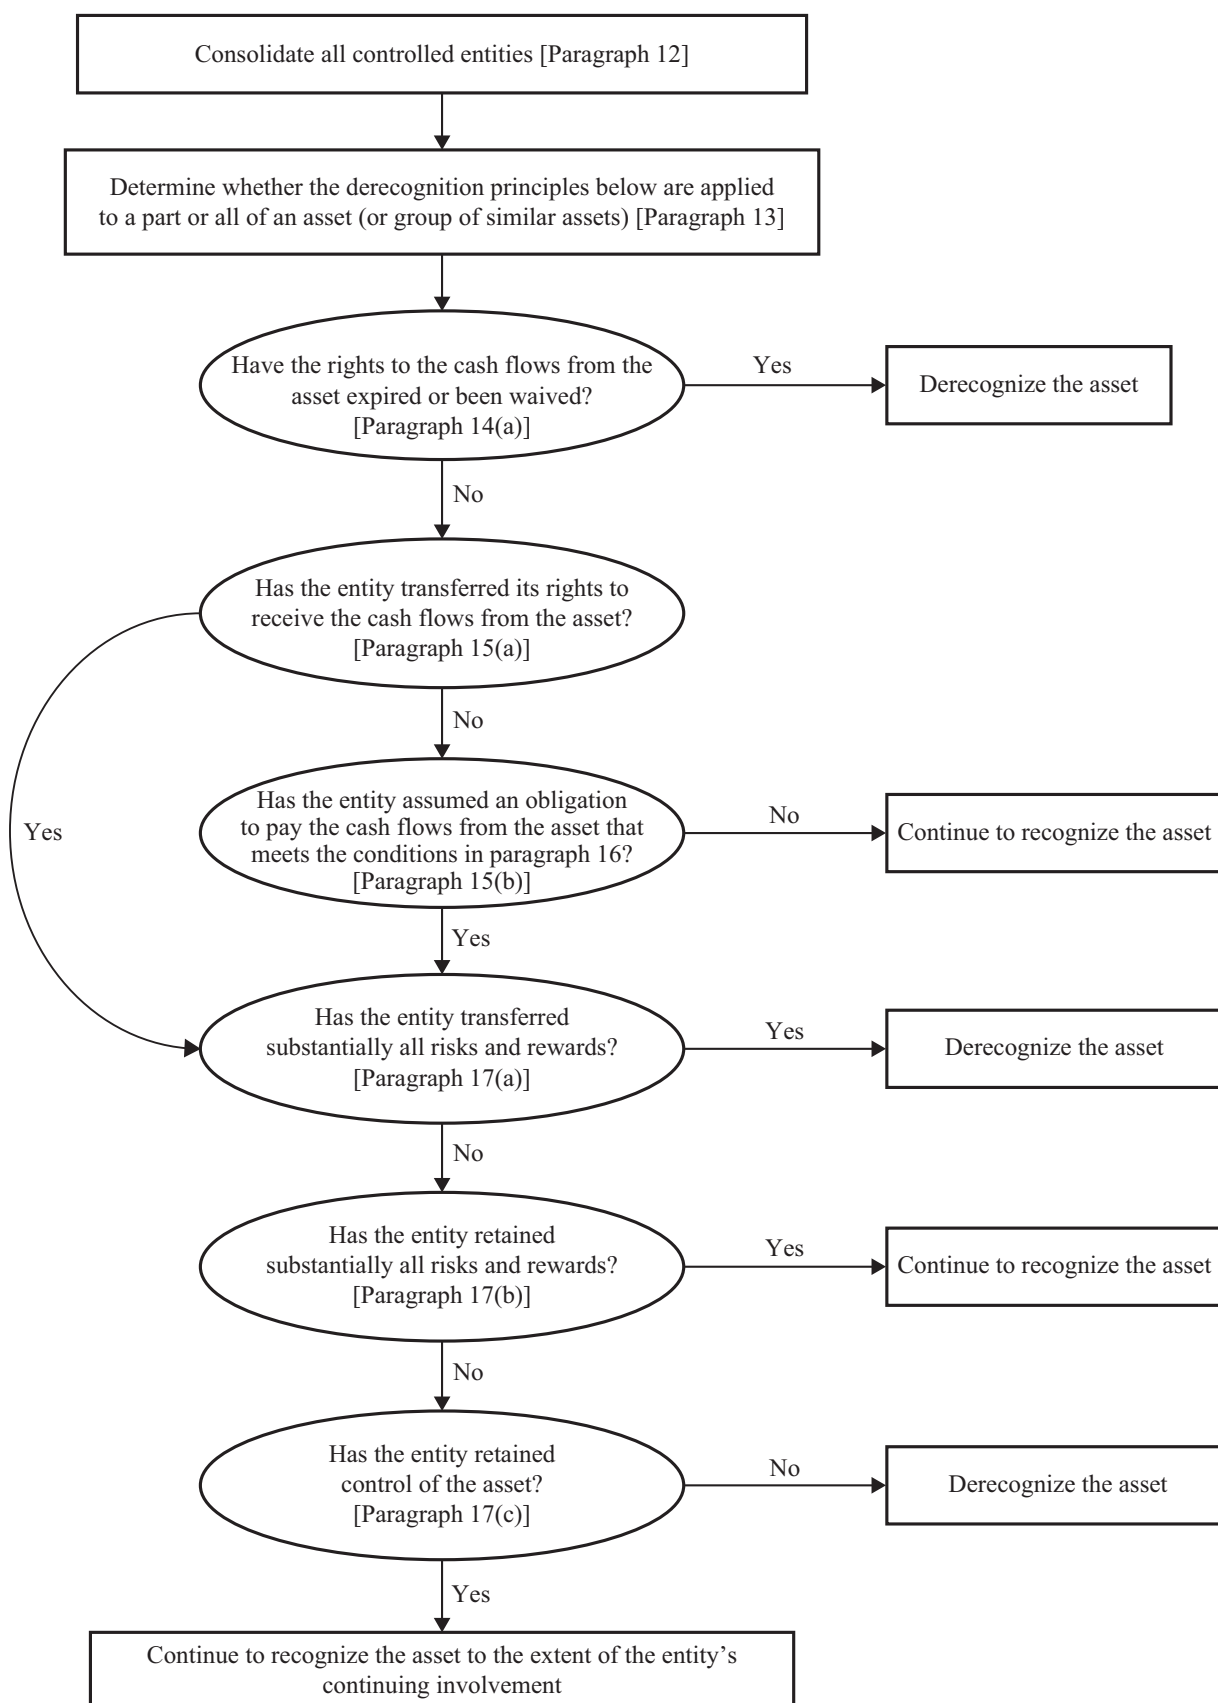 Consolidate all controlled entities [Paragraph 12]
Determine whether the derecognition principles below are applied
to a part or all of an asset (or group of similar assets) [Paragraph 13]
Have the rights to the cash flows from the
asset expired or been waived?
[Paragraph 14(a)]
Yes
Derecognize the asset
No
Has the entity transferred its rights to
receive the cash flows from the asset?
[Paragraph 15(a)]
Yes
No
Has the entity assumed an obligation
to pay the cash flows from the asset that
meets the conditions in paragraph 16?
[Paragraph 15(b)]
No
Continue to recognize the asset
Yes
Has the entity transferred
substantially all risks and rewards?
[Paragraph 17(a)]
Yes
Derecognize the asset
No
Has the entity retained
substantially all risks and rewards?
[Paragraph 17(b)]
Yes
Continue to recognize the asset
No
Has the entity retained
control of the asset?
[Paragraph 17(c)]
No
Derecognize the asset
Yes
Continue to recognize the asset to the extent of the entity’s
continuing involvement